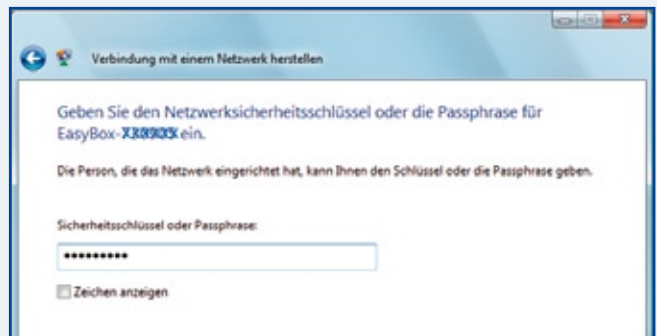 Verbindung mit einem Netzwerk herstellen
Geben Sie den Netzwerksicherheitsschlüssel oder die Passphrase für
EasyBox- ein.
Die Person, die das Netzwerk eingerichtet hat, kann Ihnen den Schlüssel oder die Passphrase geben.
Sicherheitsschlüssel oder Passphrase:
•••••••••
Zeichen anzeigen